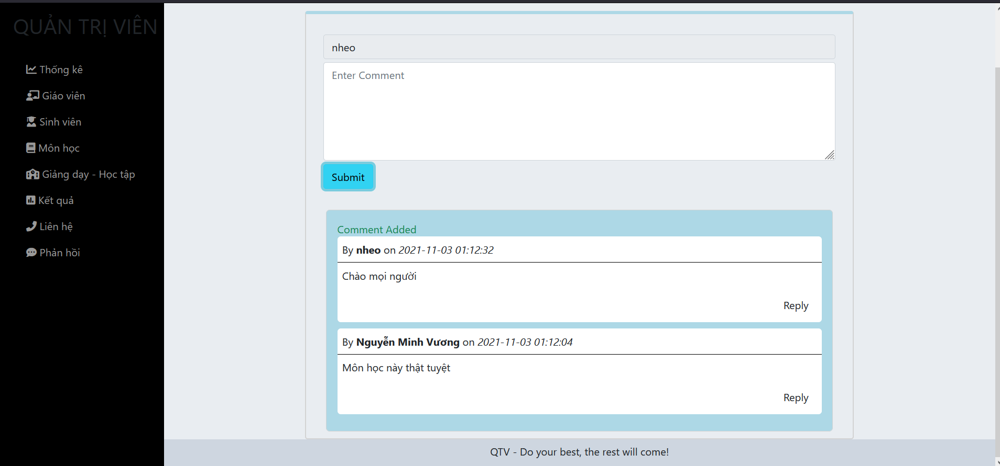 QUẢN TRỊ VIÊN
Thống kê
Giáo viên
Sinh viên
Môn học
Giảng dạy - Học tập
Kết quả
Liên hệ
Phản hồi
nheo
Enter Comment
Submit
Comment Added
By nheo on 2021-11-03 01:12:32
Chào mọi người
Reply
By Nguyễn Minh Vương on 2021-11-03 01:12:04
Môn học này thật tuyệt
Reply
QTV - Do your best, the rest will come!